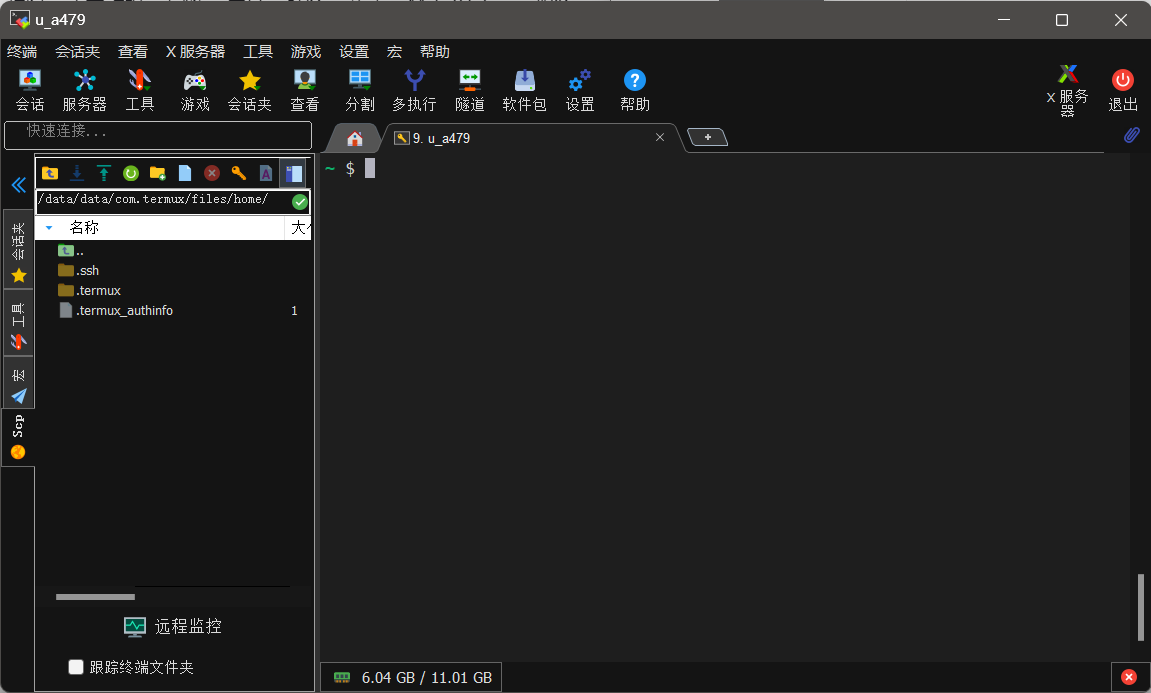 u_a479
终端 会话夹 查看 X 服务器 工具 游戏 设置 宏 帮助
会话 服务器 工具 游戏 会话夹 查看 分割 多执行 隧道 软件包 设置 帮助 X 服务器 退出
快速连接...
9. u_a479
~ $
/data/data/com.termux/files/home/
名称 大小
..
.ssh
.termux
.termux_authinfo 1
会话夹
工具
宏
Scp
远程监控
跟踪终端文件夹
6.04 GB / 11.01 GB